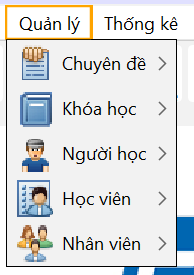 Quản lý Thống kê
Chuyên đề
Khóa học
Người học
Học viên
Nhân viên